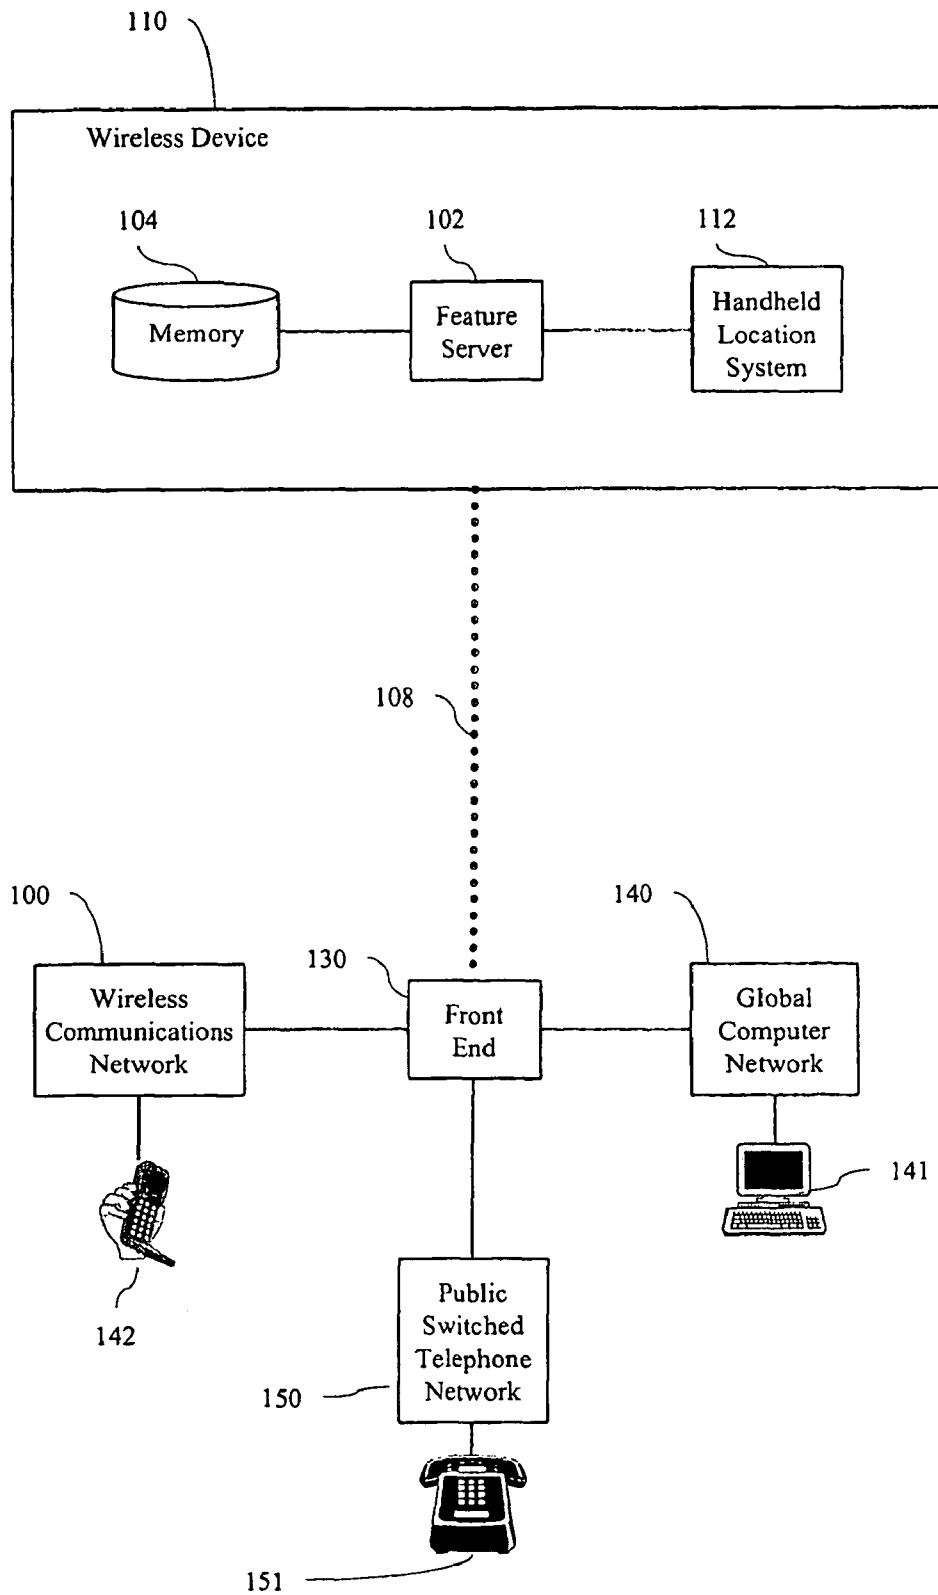 110
Wireless Device
104
102
112
Memory
Feature
Server
Handheld
Location
System
108
100
140
130
Wireless
Communications
Network
Front
End
Global
Computer
Network
141
142
Public
Switched
Telephone
Network
150
151